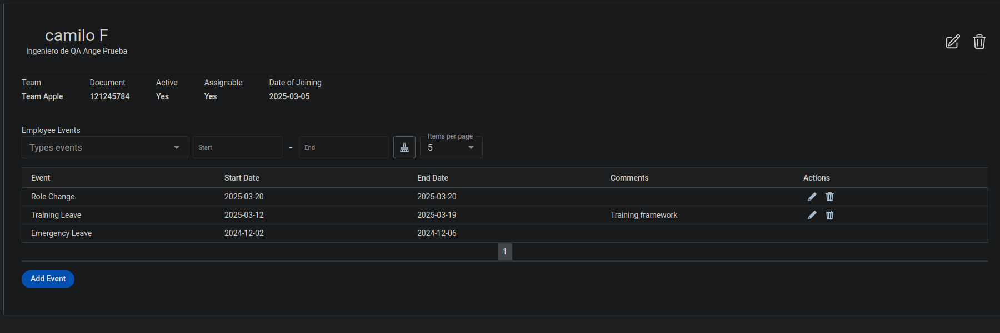 camilo F
Ingeniero de QA Ange Prueba
Team Document Active Assignable Date of Joining
Team Apple 121245784 Yes Yes 2025-03-05
Employee Events
Types events Start – End Items per page 5
Event Start Date End Date Comments Actions
Role Change 2025-03-20 2025-03-20
Training Leave 2025-03-12 2025-03-19 Training framework
Emergency Leave 2024-12-02 2024-12-06
1
Add Event